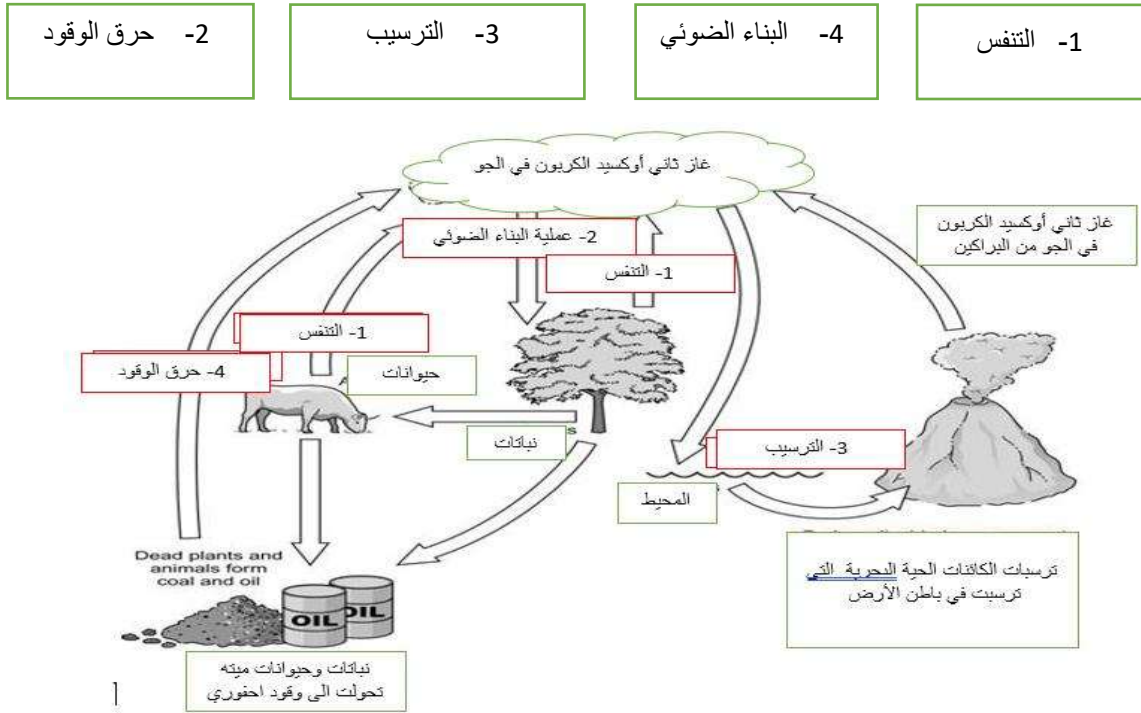 1- التنفس
4- البناء الضوئي
3- الترسيب
2- حرق الوقود
غاز ثاني أوكسيد الكربون في الجو
غاز ثاني أوكسيد الكربون
في الجو من البراكين
2- عملية البناء الضوئي
1- التنفس
1- التنفس
حيوانات
4- حرق الوقود
نباتات
3- الترسيب
المحيط
Dead plants and
animals form
coal and oil
OIL
OIL
ترسبات الكائنات الحية البحرية التي
ترسبت في باطن الأرض
نباتات وحيوانات ميته
تحولت الى وقود احفوري
أ